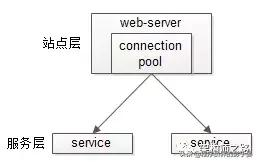 web-server
站点层
connection
pool
服务层
service
service